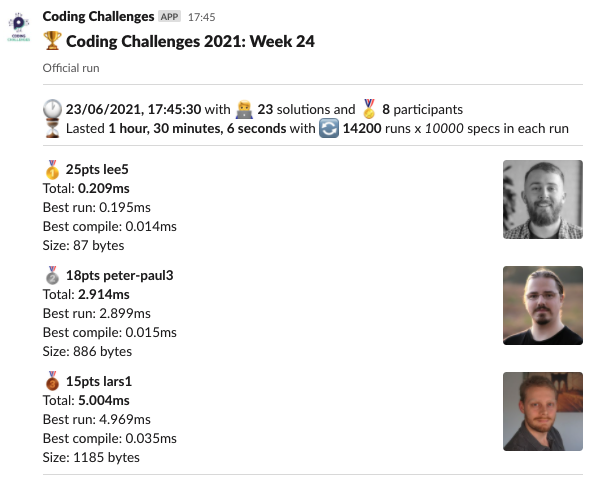 Coding Challenges APP 17:45
Coding Challenges 2021: Week 24
Official run
23/06/2021, 17:45:30 with 23 solutions and 8 participants
Lasted 1 hour, 30 minutes, 6 seconds with 14200 runs x 10000 specs in each run
25pts lee5
Total: 0.209ms
Best run: 0.195ms
Best compile: 0.014ms
Size: 87 bytes
18pts peter-paul3
Total: 2.914ms
Best run: 2.899ms
Best compile: 0.015ms
Size: 886 bytes
15pts lars1
Total: 5.004ms
Best run: 4.969ms
Best compile: 0.035ms
Size: 1185 bytes